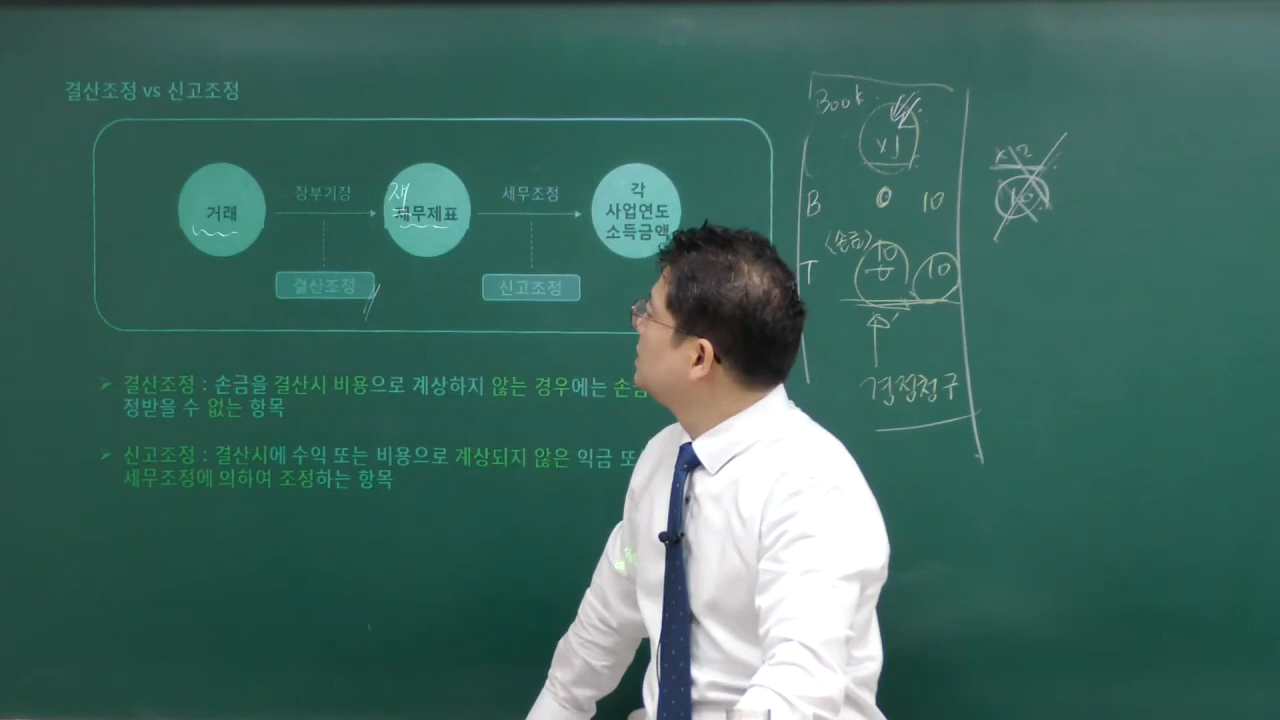 결산조정 vs 신고조정
거래
장부기장
재
재무제표
세무조정
각
사업연도
소득금액
결산조정
신고조정
➢ 결산조정 : 손금을 결산시 비용으로 계상하지 않는 경우에는 손금
정받을 수 없는 항목
➢ 신고조정 : 결산시에 수익 또는 비용으로 계상되지 않은 익금 또
세무조정에 의하여 조정하는 항목
Book
X1
B 0 10
(손금)
T 10 10
경정청구
X2